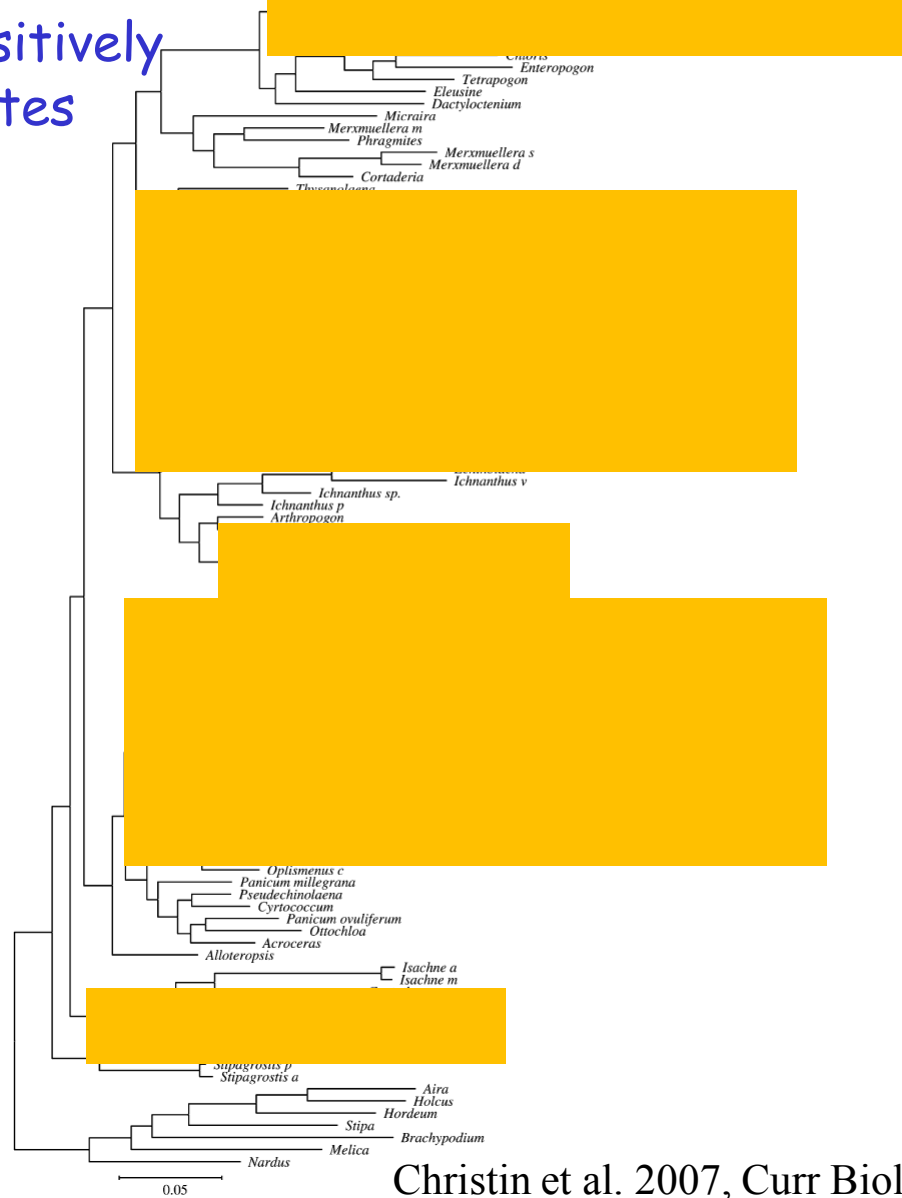 sitively
tes
Chloris
Enteropogon
Tetrapogon
Eleusine
Dactyloctenium
Micraira
Merxmuellera m
Phragmites
Merxmuellera s
Merxmuellera d
Cortaderia
Thysanolaena
Ichnanthus v
Ichnanthus sp.
Ichnanthus p
Arthropogon
Oplismenus c
Panicum millegrana
Pseudechinolaena
Cyrtococcum
Panicum ovuliferum
Ottochloa
Acroceras
Alloteropsis
Isachne a
Isachne m
Stipagrostis p
Stipagrostis a
Aira
Holcus
Hordeum
Stipa
Brachypodium
Melica
Nardus
0.05
Christin et al. 2007, Curr Biol